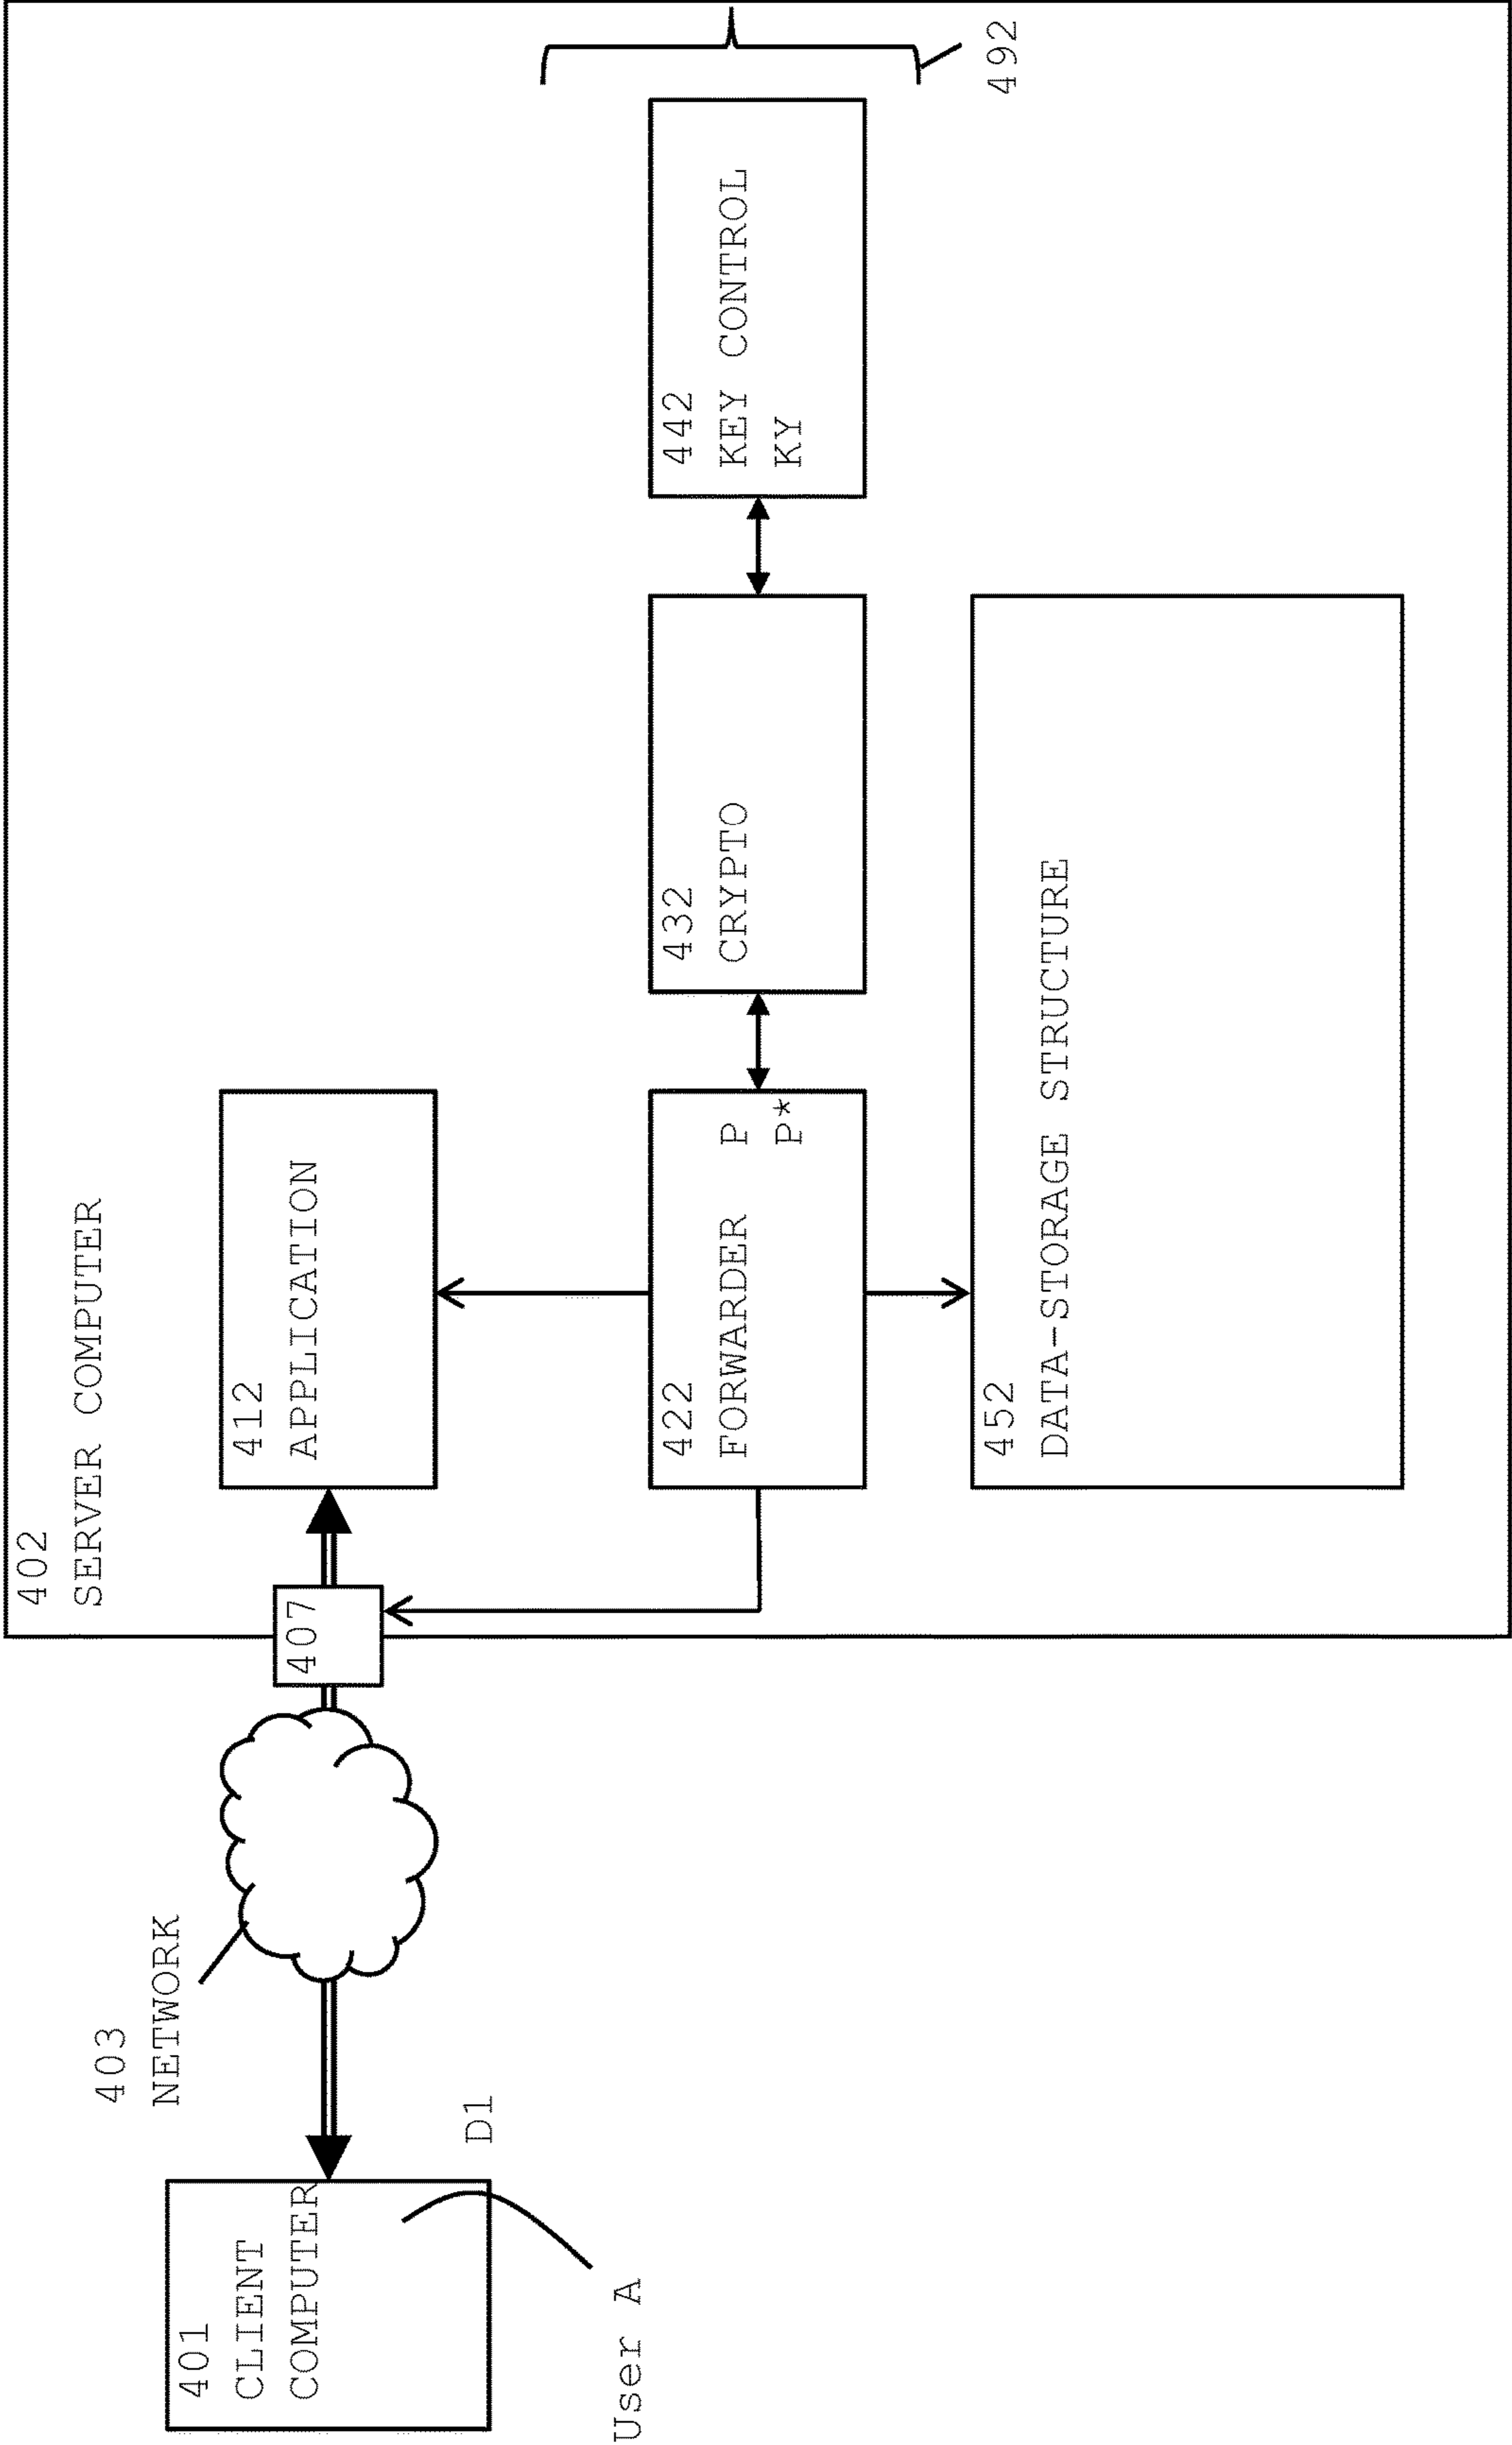 402
SERVER COMPUTER
403
NETWORK
401
CLIENT
COMPUTER
407
412
APPLICATION
D1
User A
422
FORWARDER P
P*
432
CRYPTO
442
KEY CONTROL
KY
492
452
DATA-STORAGE STRUCTURE